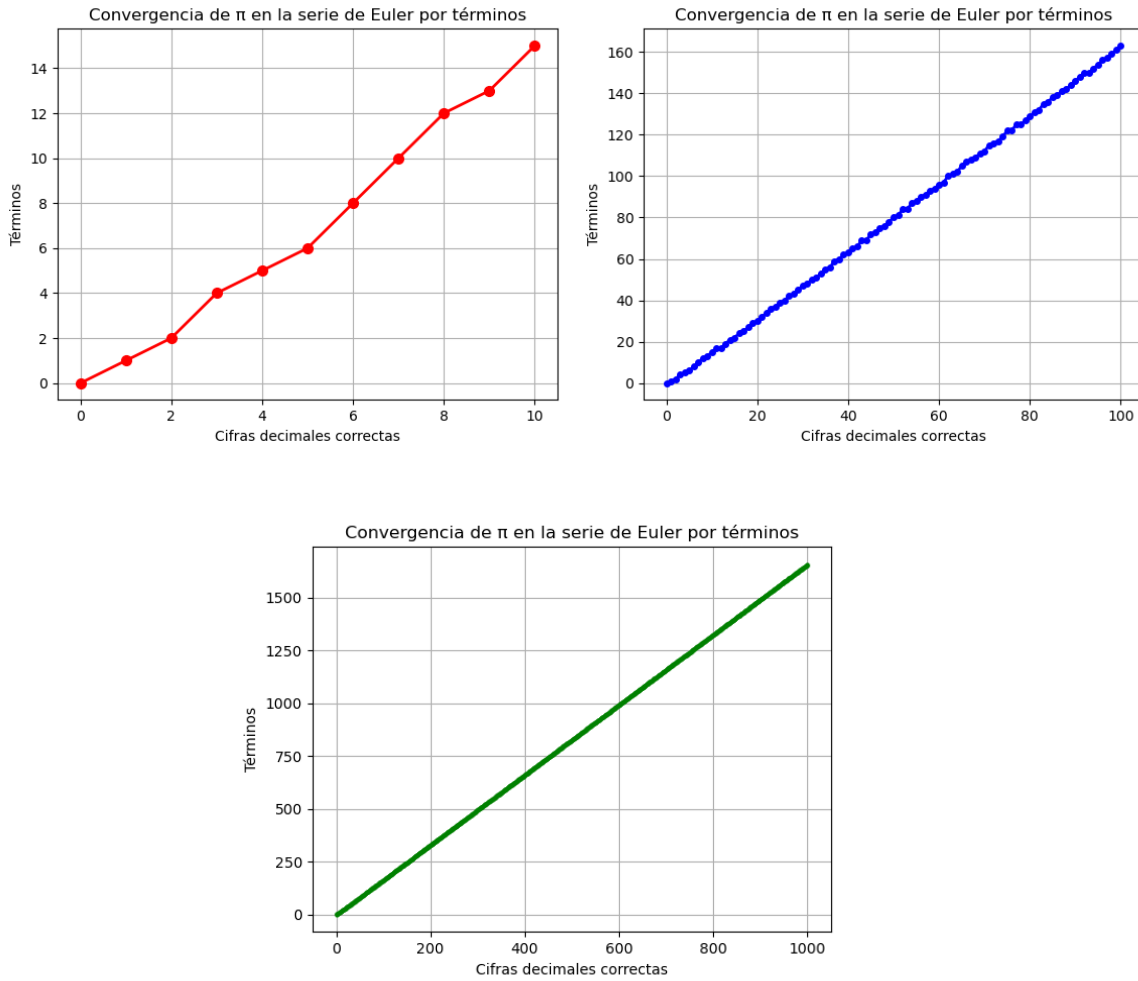 Convergencia de π en la serie de Euler por términos
14
12
10
8
6
4
2
0
Términos
0 2 4 6 8 10
Cifras decimales correctas
Convergencia de π en la serie de Euler por términos
160
140
120
100
80
60
40
20
0
Términos
0 20 40 60 80 100
Cifras decimales correctas
Convergencia de π en la serie de Euler por términos
1500
1250
1000
750
500
250
0
Términos
0 200 400 600 800 1000
Cifras decimales correctas